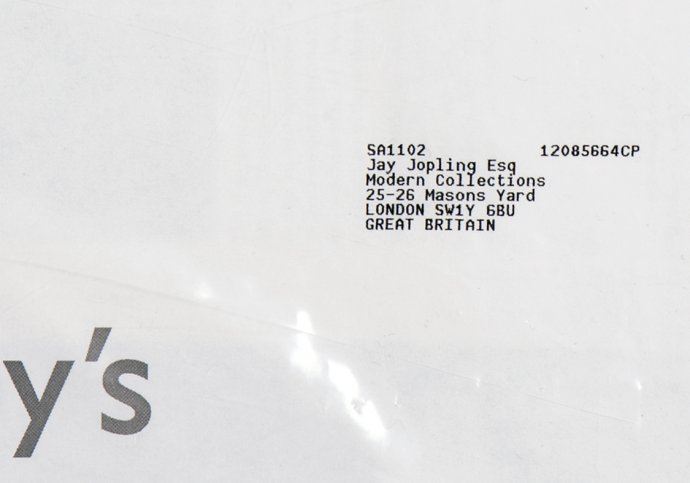 SA1102 12085664CP
Jay Jopling Esq
Modern Collections
25-26 Masons Yard
LONDON SW1Y 6BU
GREAT BRITAIN
y's